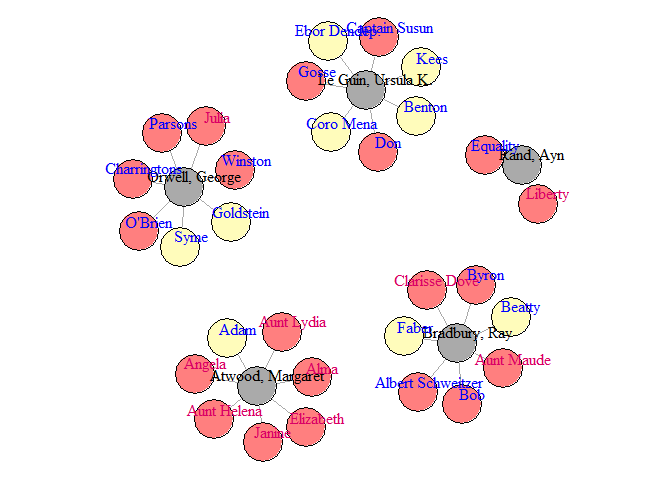 Ebor Dendep.
Captain Susun
Kees
Gosse
Le Guin, Ursula K.
Benton
Coro Mena
Don
Parsons
Julia
Winston
Charringtons
Orwell, George
Goldstein
O'Brien
Syme
Equality
Rand, Ayn
Liberty
Clarisse Dove
Byron
Beatty
Faber
Bradbury, Ray
Aunt Maude
Albert Schweitzer
Bob
Adam
Aunt Lydia
Angela
Atwood, Margaret
Alma
Aunt Helena
Elizabeth
Janine